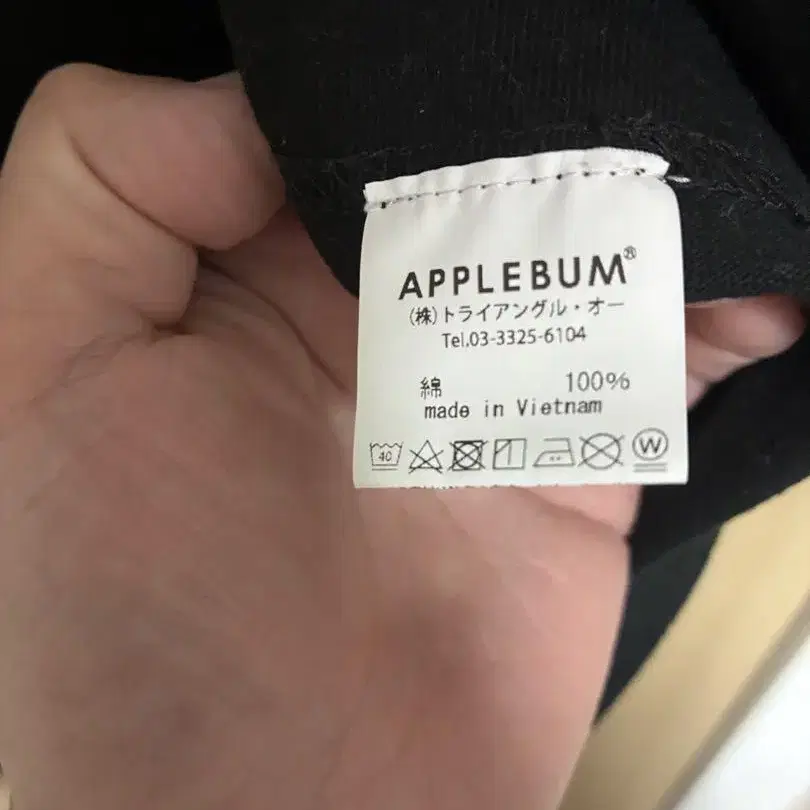 APPLEBUM®
(株)トライアングル・オー
Tel.03-3325-6104
綿 100%
made in Vietnam
40 W